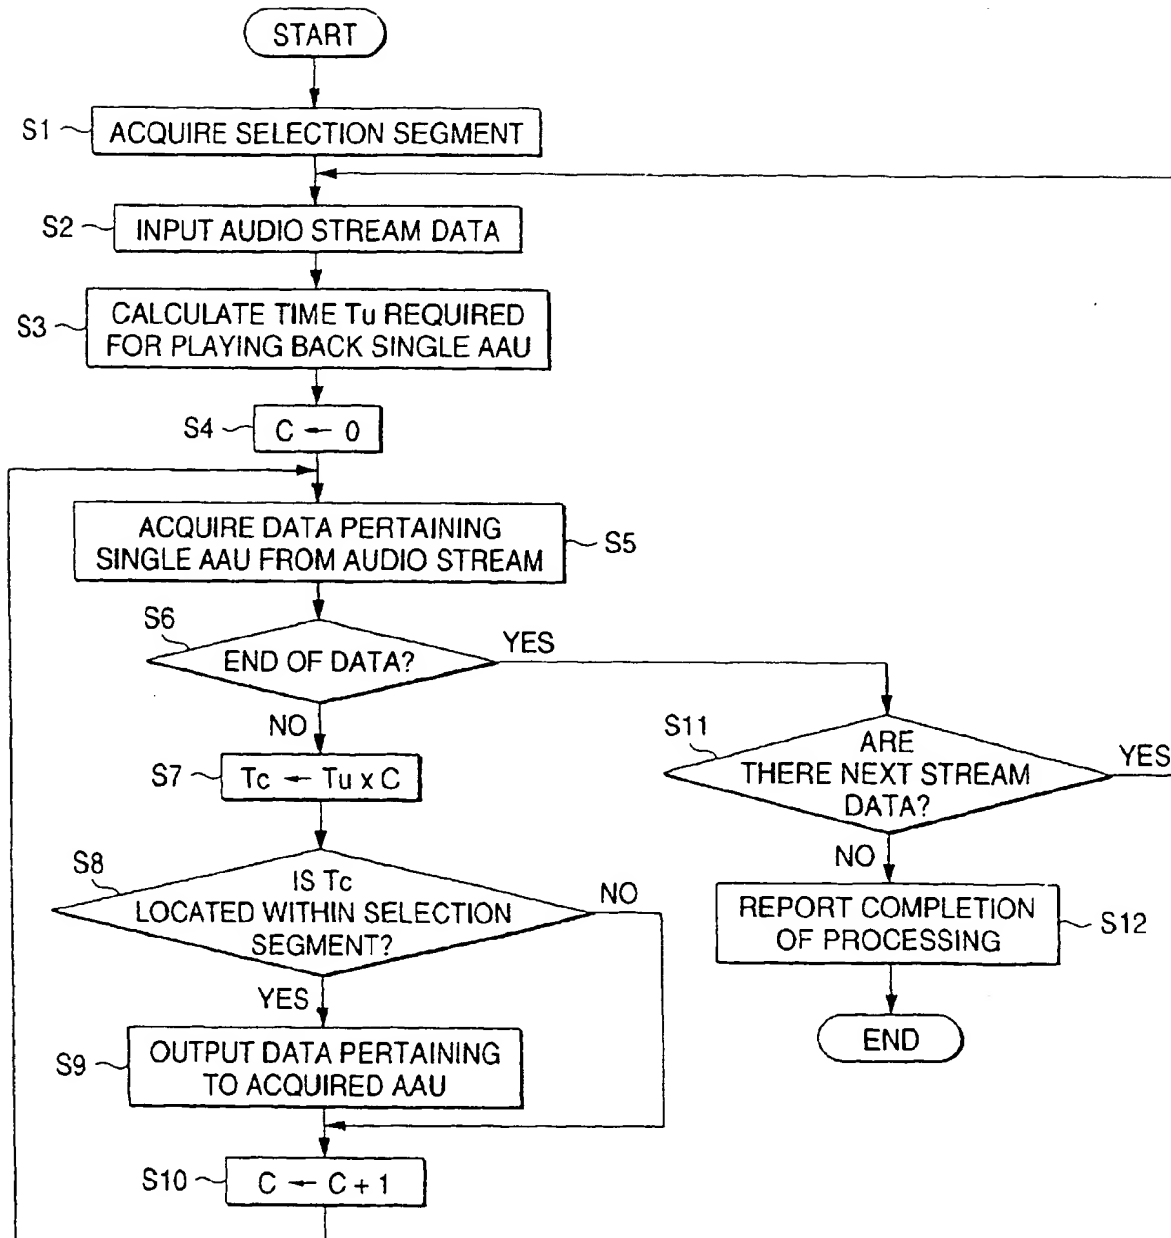 START
S1
ACQUIRE SELECTION SEGMENT
S2
INPUT AUDIO STREAM DATA
S3
CALCULATE TIME Tu REQUIRED
FOR PLAYING BACK SINGLE AAU
S4
C ← 0
ACQUIRE DATA PERTAINING
SINGLE AAU FROM AUDIO STREAM
S5
S6
END OF DATA?
YES
NO
S7
Tc ← Tu x C
S11
ARE
THERE NEXT STREAM
DATA?
YES
NO
S8
IS Tc
LOCATED WITHIN SELECTION
SEGMENT?
NO
YES
REPORT COMPLETION
OF PROCESSING
S12
END
S9
OUTPUT DATA PERTAINING
TO ACQUIRED AAU
S10
C ← C + 1